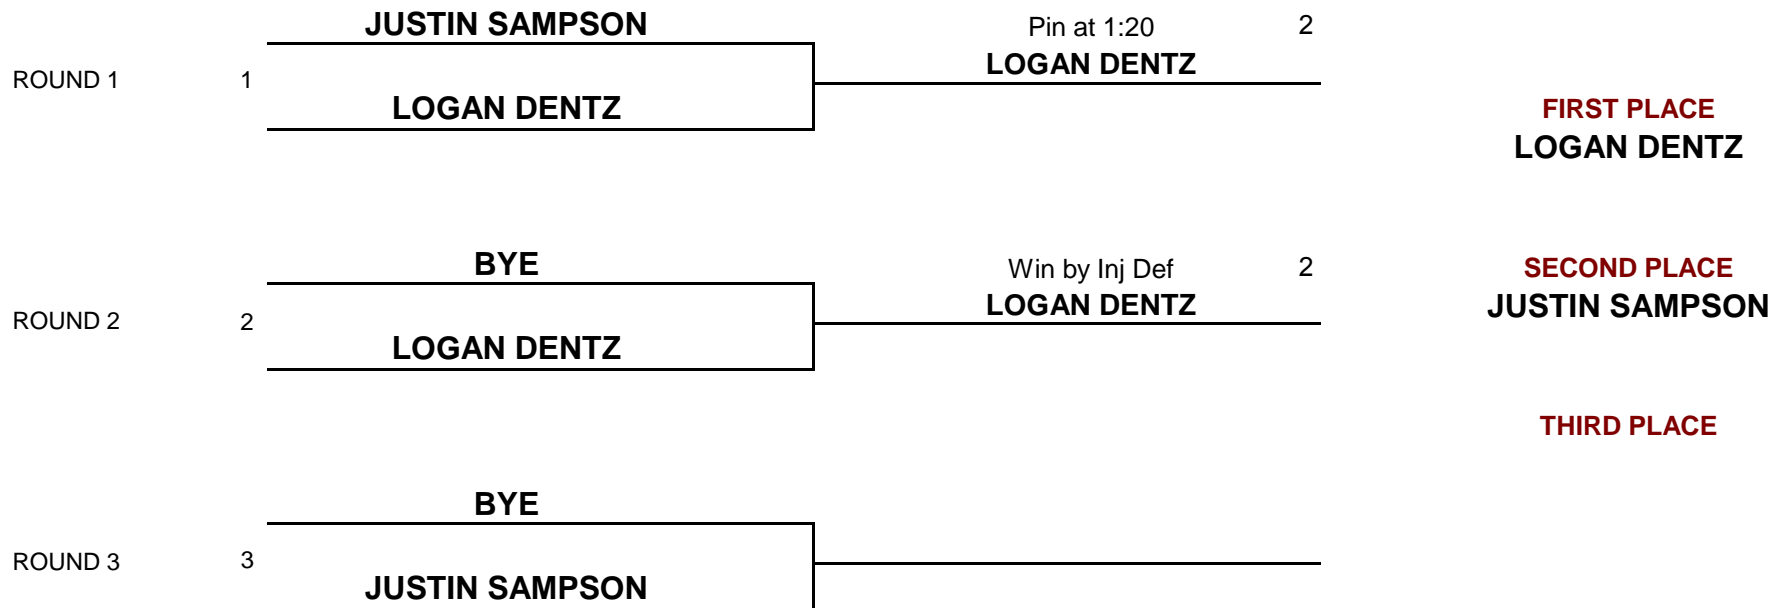 JUSTIN SAMPSON
Pin at 1:20 2
LOGAN DENTZ
ROUND 1 1
LOGAN DENTZ
FIRST PLACE
LOGAN DENTZ
BYE
Win by Inj Def 2
SECOND PLACE
LOGAN DENTZ
JUSTIN SAMPSON
ROUND 2 2
LOGAN DENTZ
THIRD PLACE
BYE
ROUND 3 3
JUSTIN SAMPSON